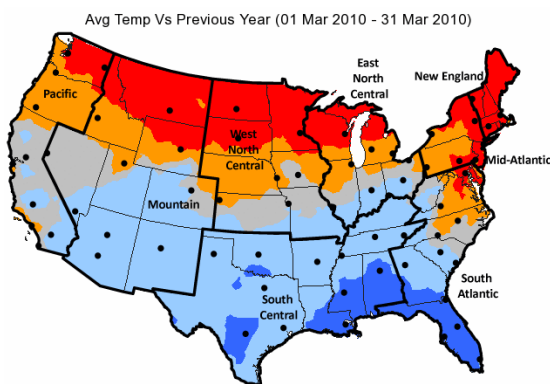 Avg Temp Vs Previous Year (01 Mar 2010 - 31 Mar 2010)
East
North
Central
New England
Pacific
West
North
Central
Mid-Atlantic
Mountain
South
Atlantic
South
Central